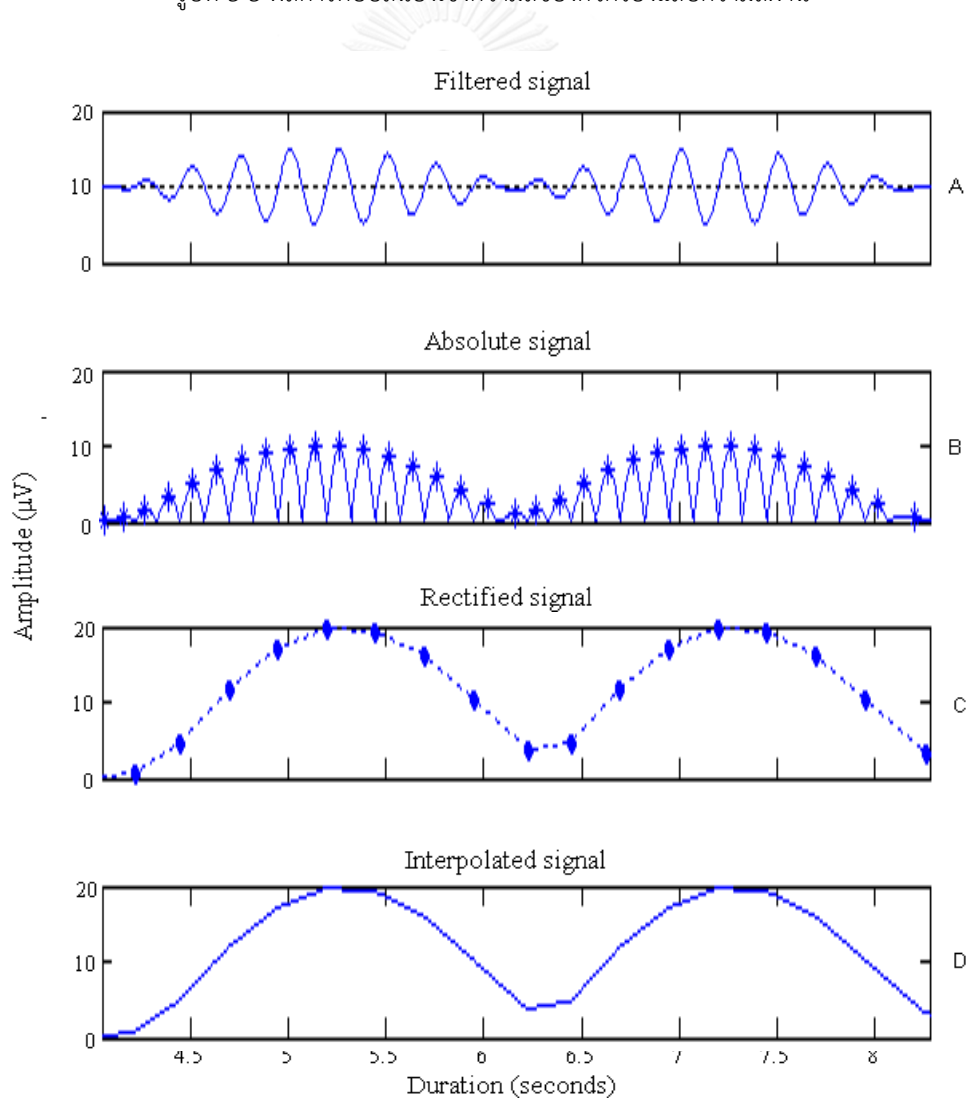 Filtered signal
20
10
0
A
Absolute signal
20
10
0
B
Amplitude (µV)
Rectified signal
20
10
0
C
Interpolated signal
20
10
0
D
4.5 5 5.5 6 6.5 7 7.5 8
Duration (seconds)